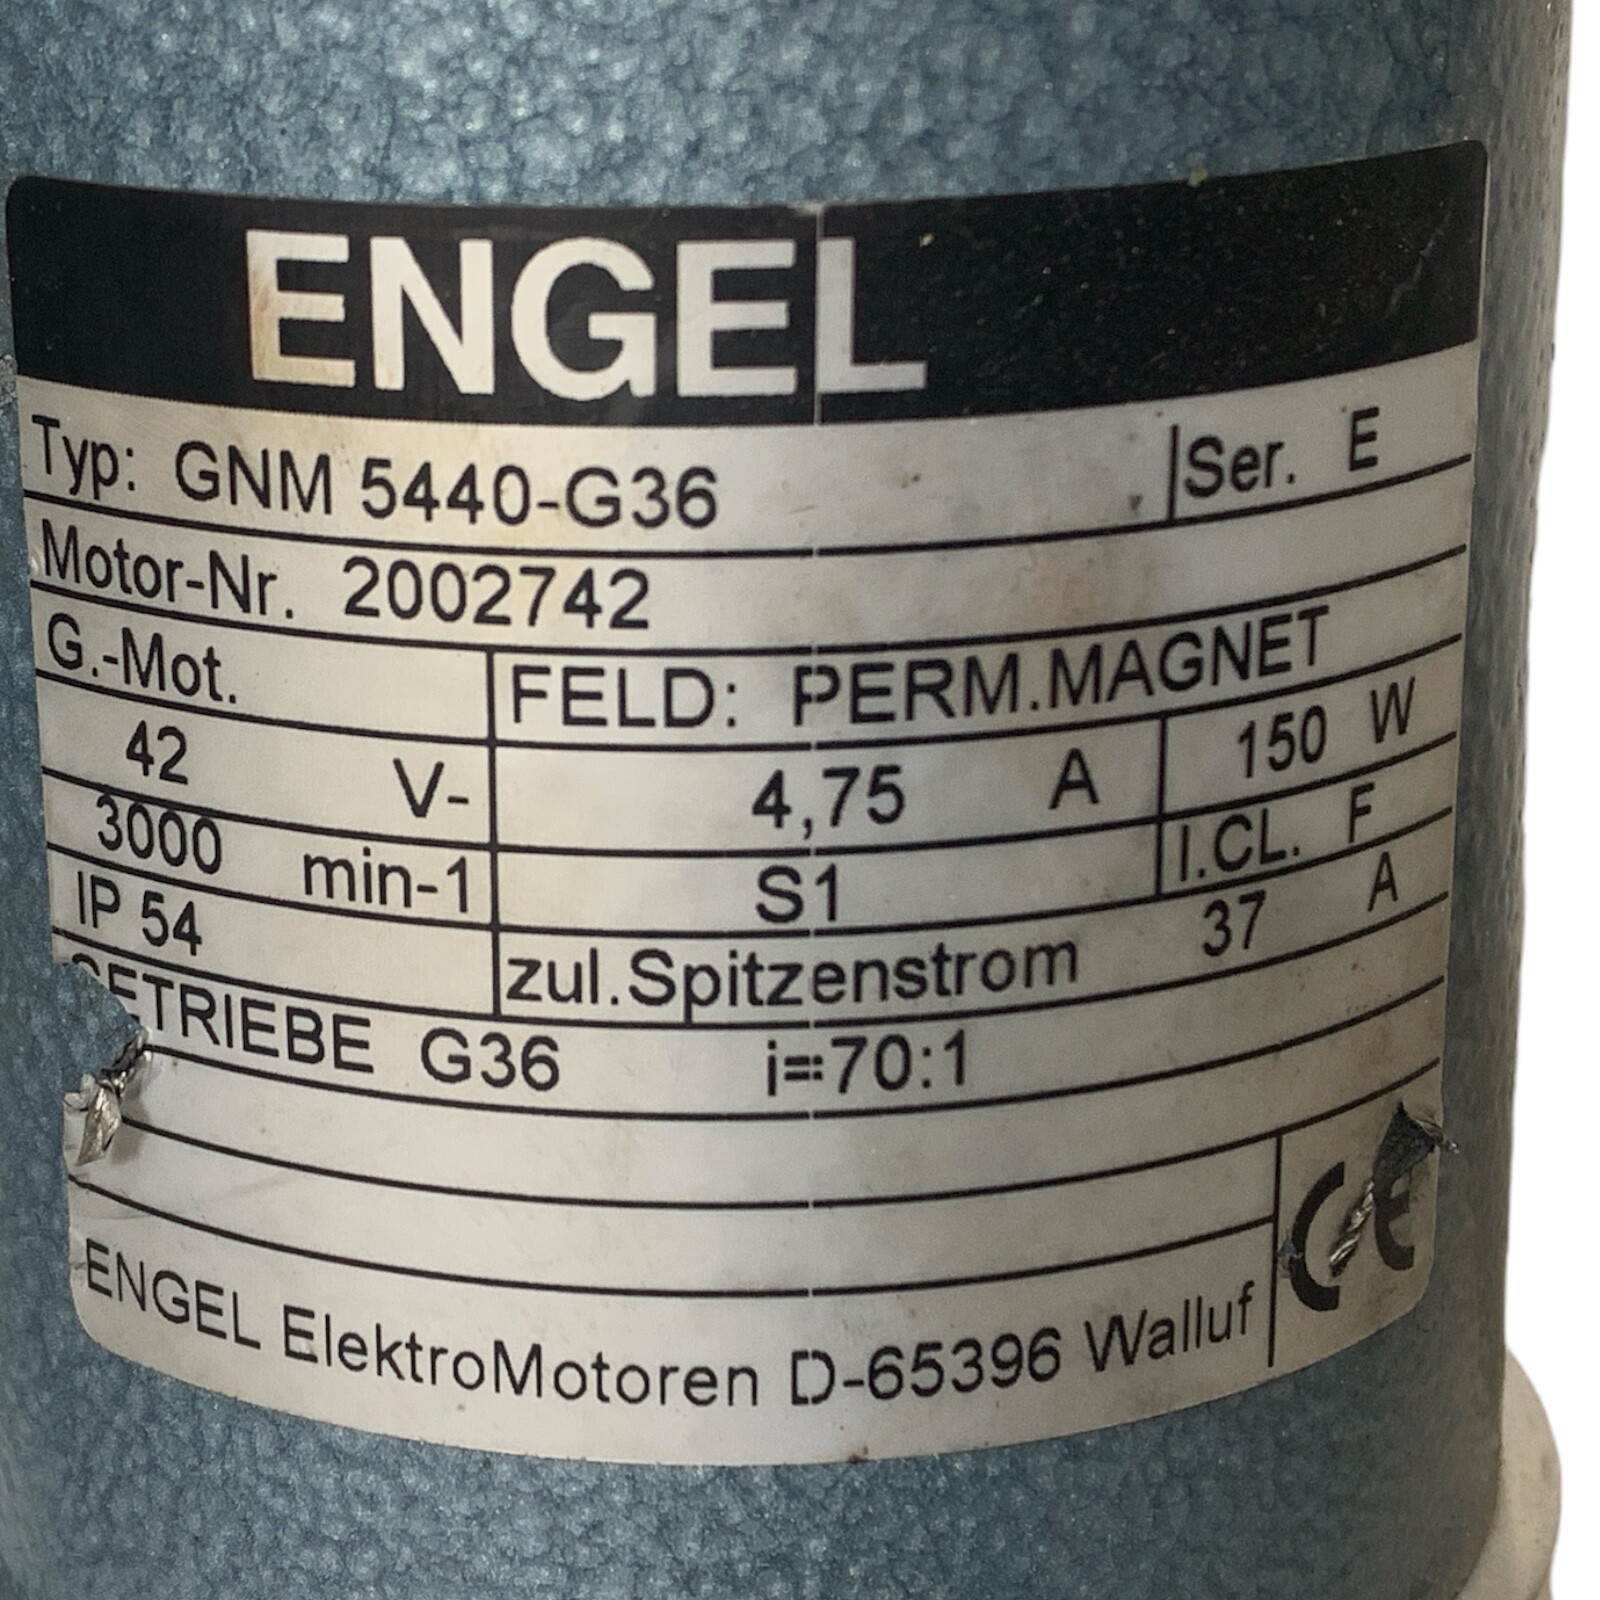 ENGEL
Typ: GNM 5440-G36 Ser. E
Motor-Nr. 2002742
G.-Mot. FELD: PERM.MAGNET
42 V- 4,75 A 150 W
3000 min-1 S1 I.CL. F
IP 54 zul.Spitzenstrom 37 A
GETRIEBE G36 i=70:1
CE
ENGEL ElektroMotoren D-65396 Walluf